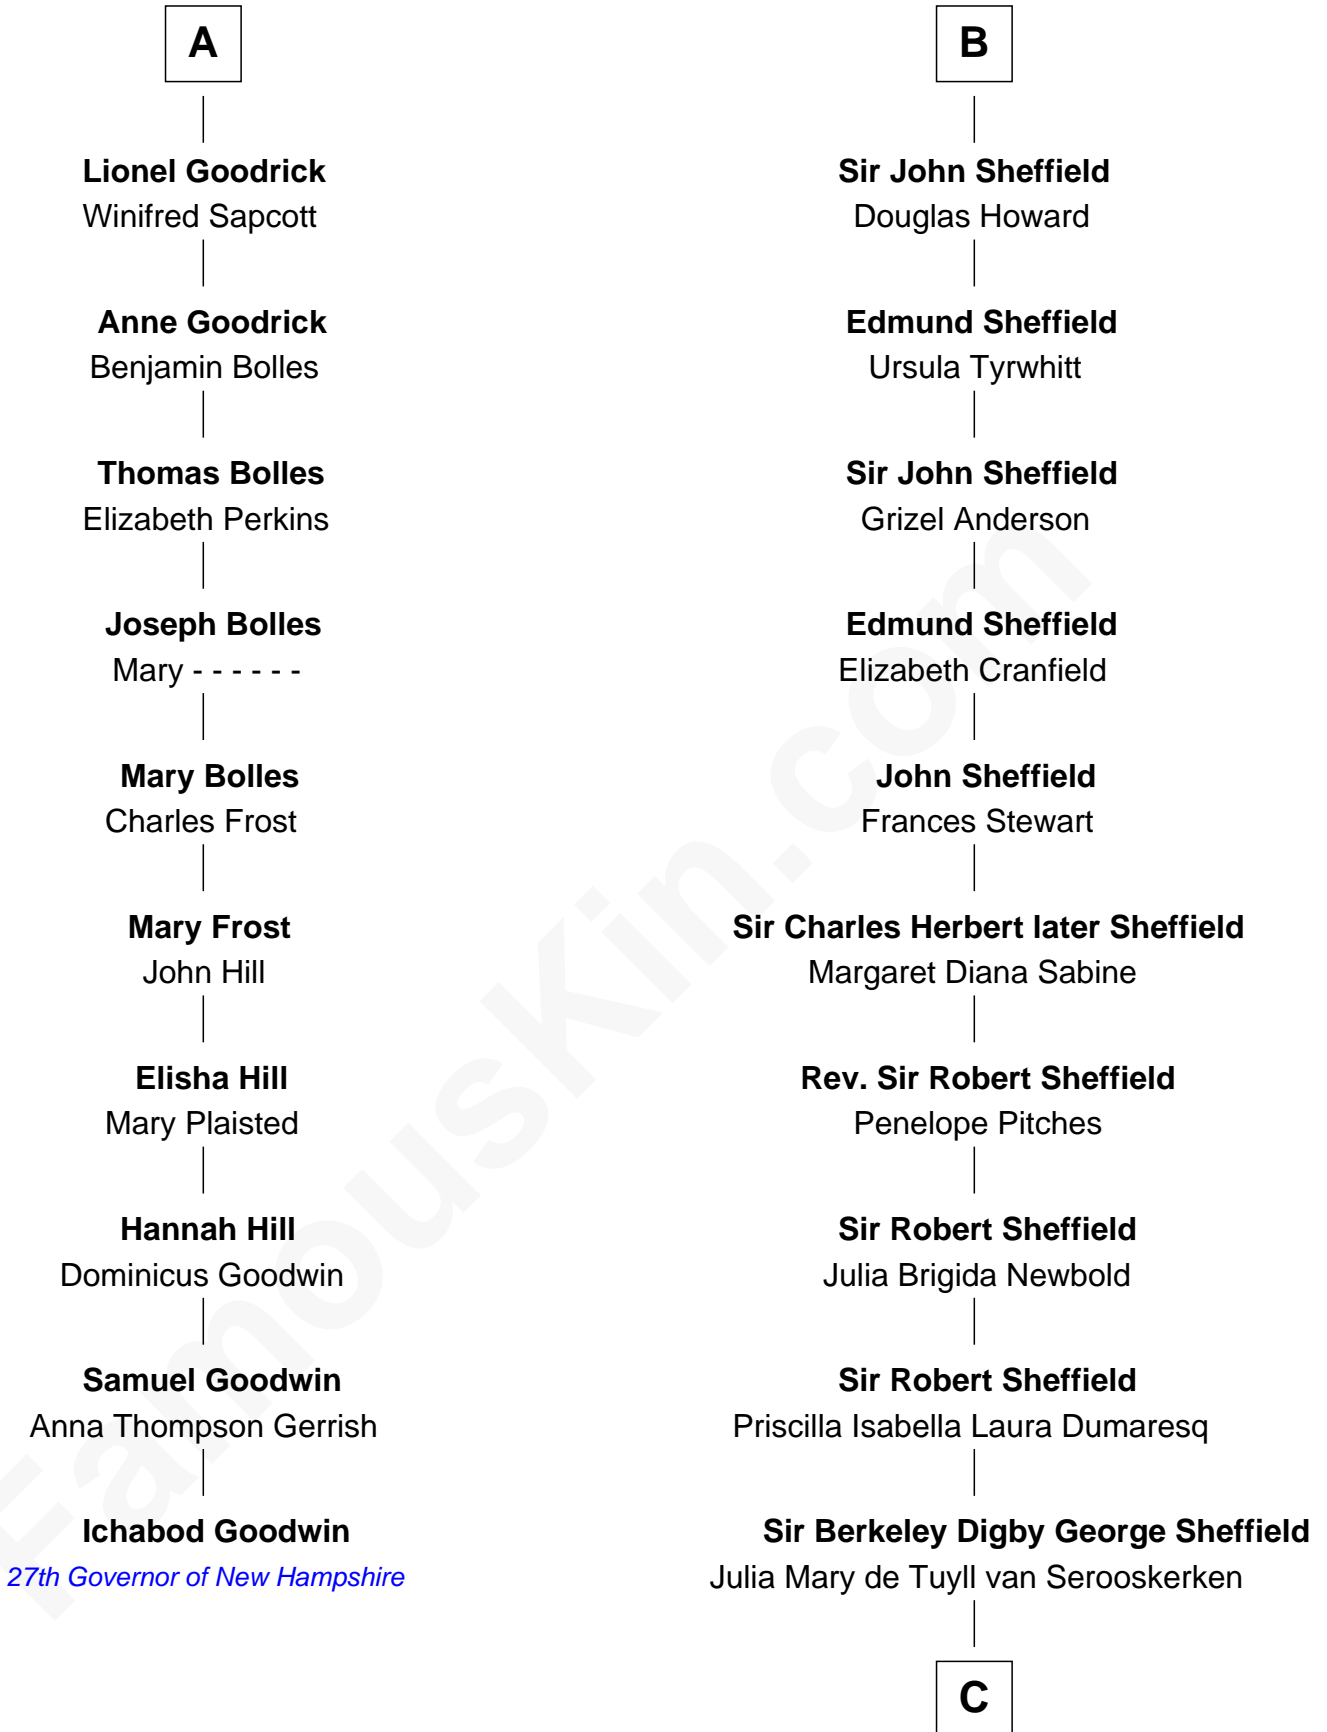 A
Lionel Goodrick
Winifred Sapcott
Anne Goodrick
Benjamin Bolles
Thomas Bolles
Elizabeth Perkins
Joseph Bolles
Mary - - - - - -
Mary Bolles
Charles Frost
Mary Frost
John Hill
Elisha Hill
Mary Plaisted
Hannah Hill
Dominicus Goodwin
Samuel Goodwin
Anna Thompson Gerrish
Ichabod Goodwin
27th Governor of New Hampshire
B
Sir John Sheffield
Douglas Howard
Edmund Sheffield
Ursula Tyrwhitt
Sir John Sheffield
Grizel Anderson
Edmund Sheffield
Elizabeth Cranfield
John Sheffield
Frances Stewart
Sir Charles Herbert later Sheffield
Margaret Diana Sabine
Rev. Sir Robert Sheffield
Penelope Pitches
Sir Robert Sheffield
Julia Brigida Newbold
Sir Robert Sheffield
Priscilla Isabella Laura Dumaresq
Sir Berkeley Digby George Sheffield
Julia Mary de Tuyll van Serooskerken
C
FamousKin.com